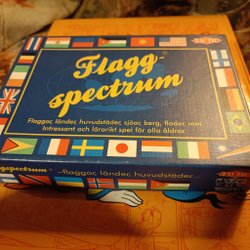 Flagg-
spectrum
Flaggor, länder, huvudstäder, sjöar, berg, floder, mm.
Intressant och lärorikt spel för alla åldrar.
gspectrum - flaggor, länder, huvudstäder...